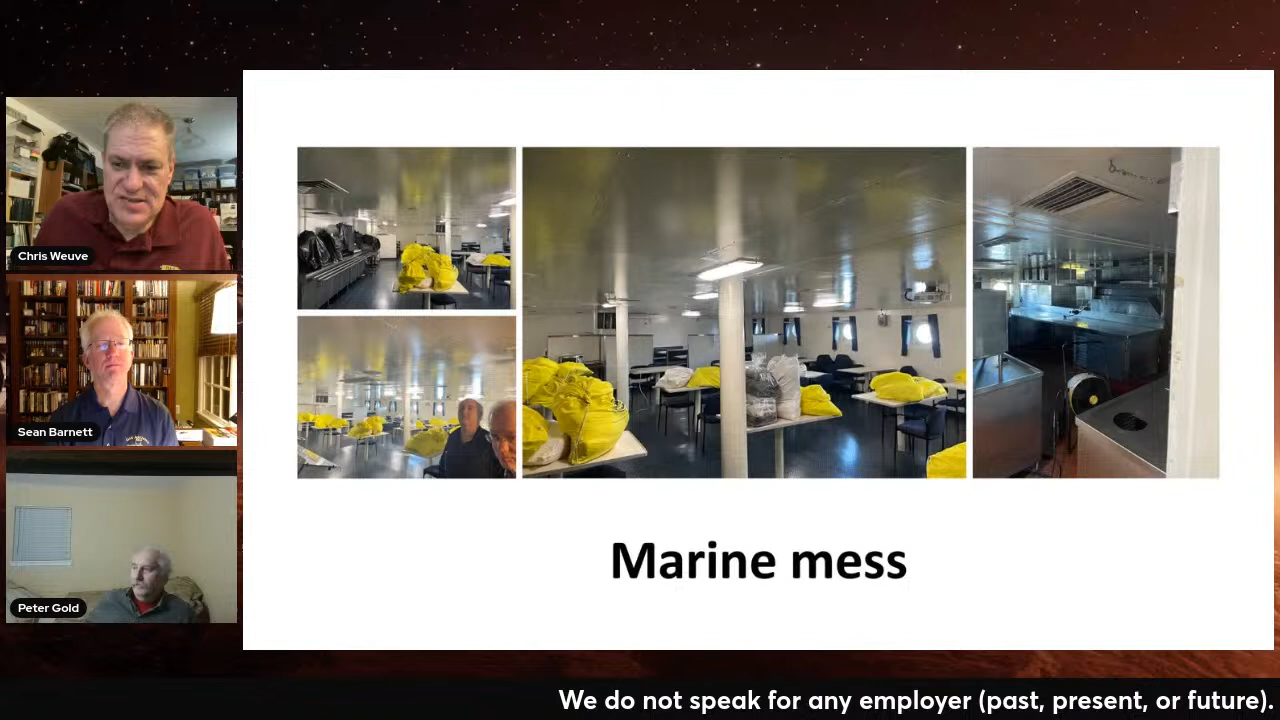 Chris Weuve
Sean Barnett
Peter Gold
Marine mess
We do not speak for any employer (past, present, or future).